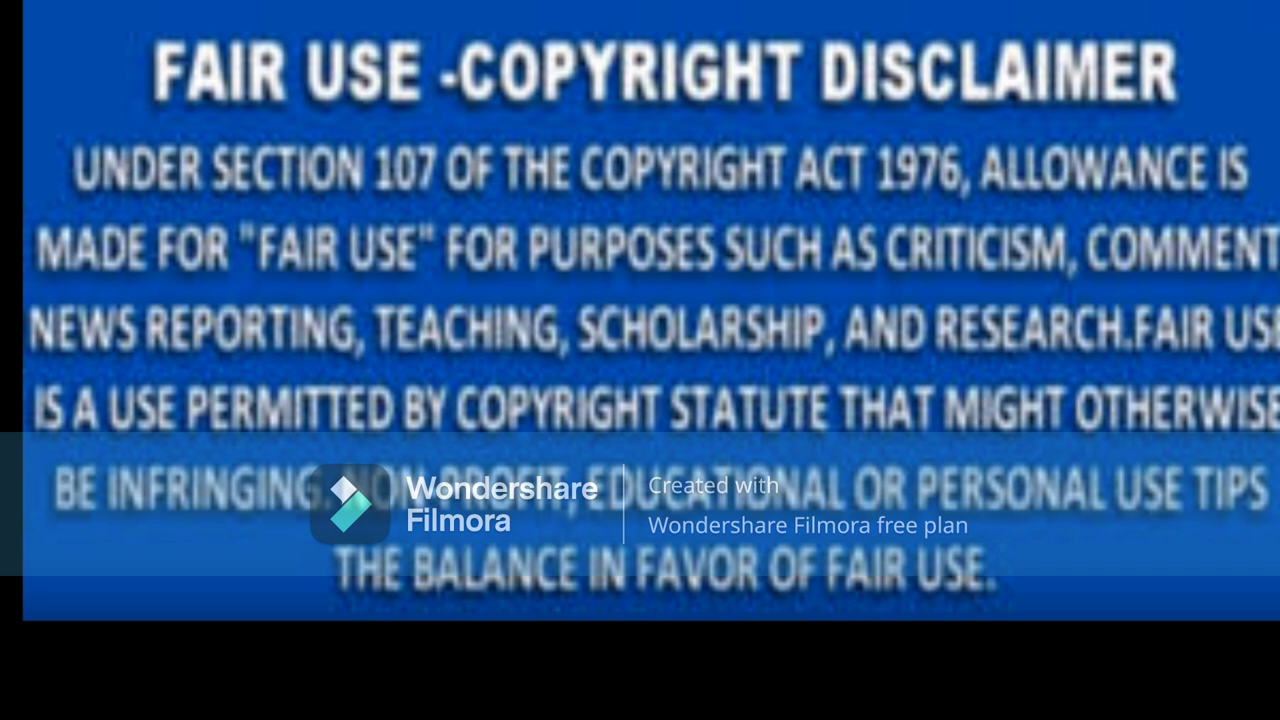 FAIR USE -COPYRIGHT DISCLAIMER
UNDER SECTION 107 OF THE COPYRIGHT ACT 1976, ALLOWANCE IS
MADE FOR "FAIR USE" FOR PURPOSES SUCH AS CRITICISM, COMMENT
NEWS REPORTING, TEACHING, SCHOLARSHIP, AND RESEARCH.FAIR USE
IS A USE PERMITTED BY COPYRIGHT STATUTE THAT MIGHT OTHERWISE
BE INFRINGING. NON-PROFIT, EDUCATIONAL OR PERSONAL USE TIPS
Wondershare
Filmora
Created with
Wondershare Filmora free plan
THE BALANCE IN FAVOR OF FAIR USE.